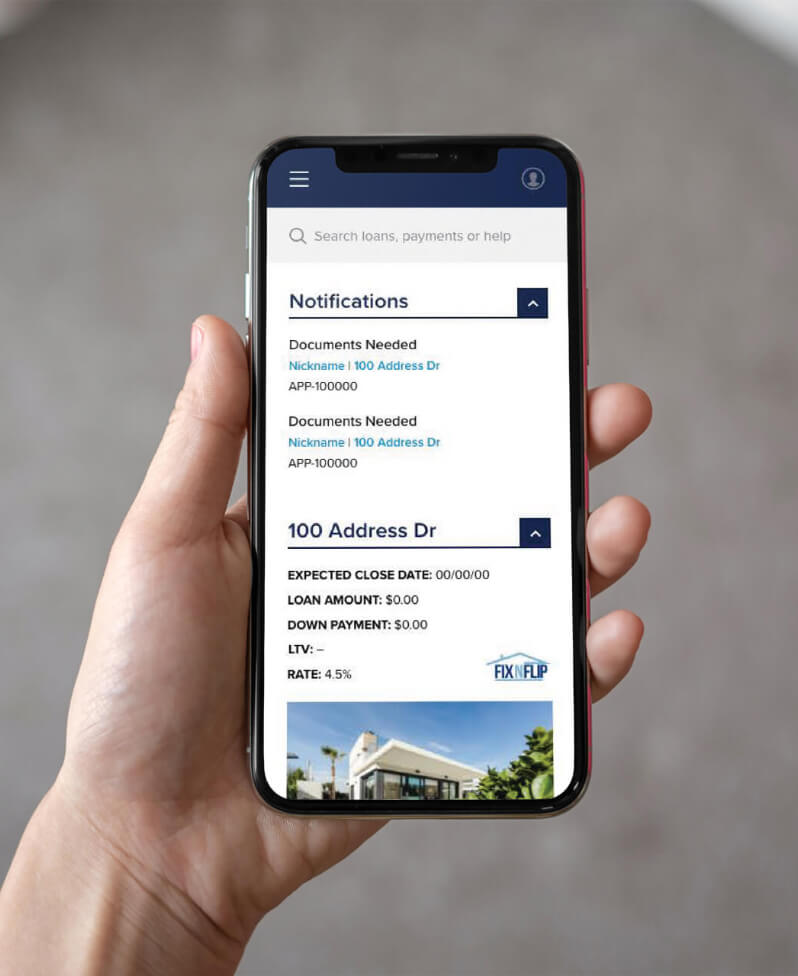 Search loans, payments or help
Notifications
Documents Needed
Nickname | 100 Address Dr
APP-100000
Documents Needed
Nickname | 100 Address Dr
APP-100000
100 Address Dr
EXPECTED CLOSE DATE: 00/00/00
LOAN AMOUNT: $0.00
DOWN PAYMENT: $0.00
LTV: –
RATE: 4.5%
FIXNFLIP